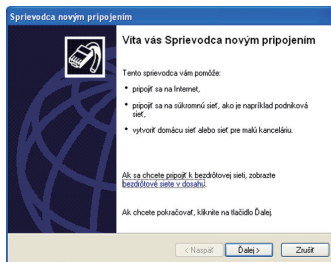 Sprievodca novým pripojením
Víta vás Sprievodca novým pripojením
Tento sprievodca vám pomôže:
• pripojiť sa na Internet,
• pripojiť sa na súkromnú sieť, ako je napríklad podniková
sieť,
• vytvoriť domácu sieť alebo sieť pre malú kanceláriu.
Ak sa chcete pripojiť k bezdrôtovej sieti, zobrazte
bezdrôtové siete v dosahu.
Ak chcete pokračovať, kliknite na tlačidlo Ďalej.
< Naspäť
Ďalej >
Zrušiť